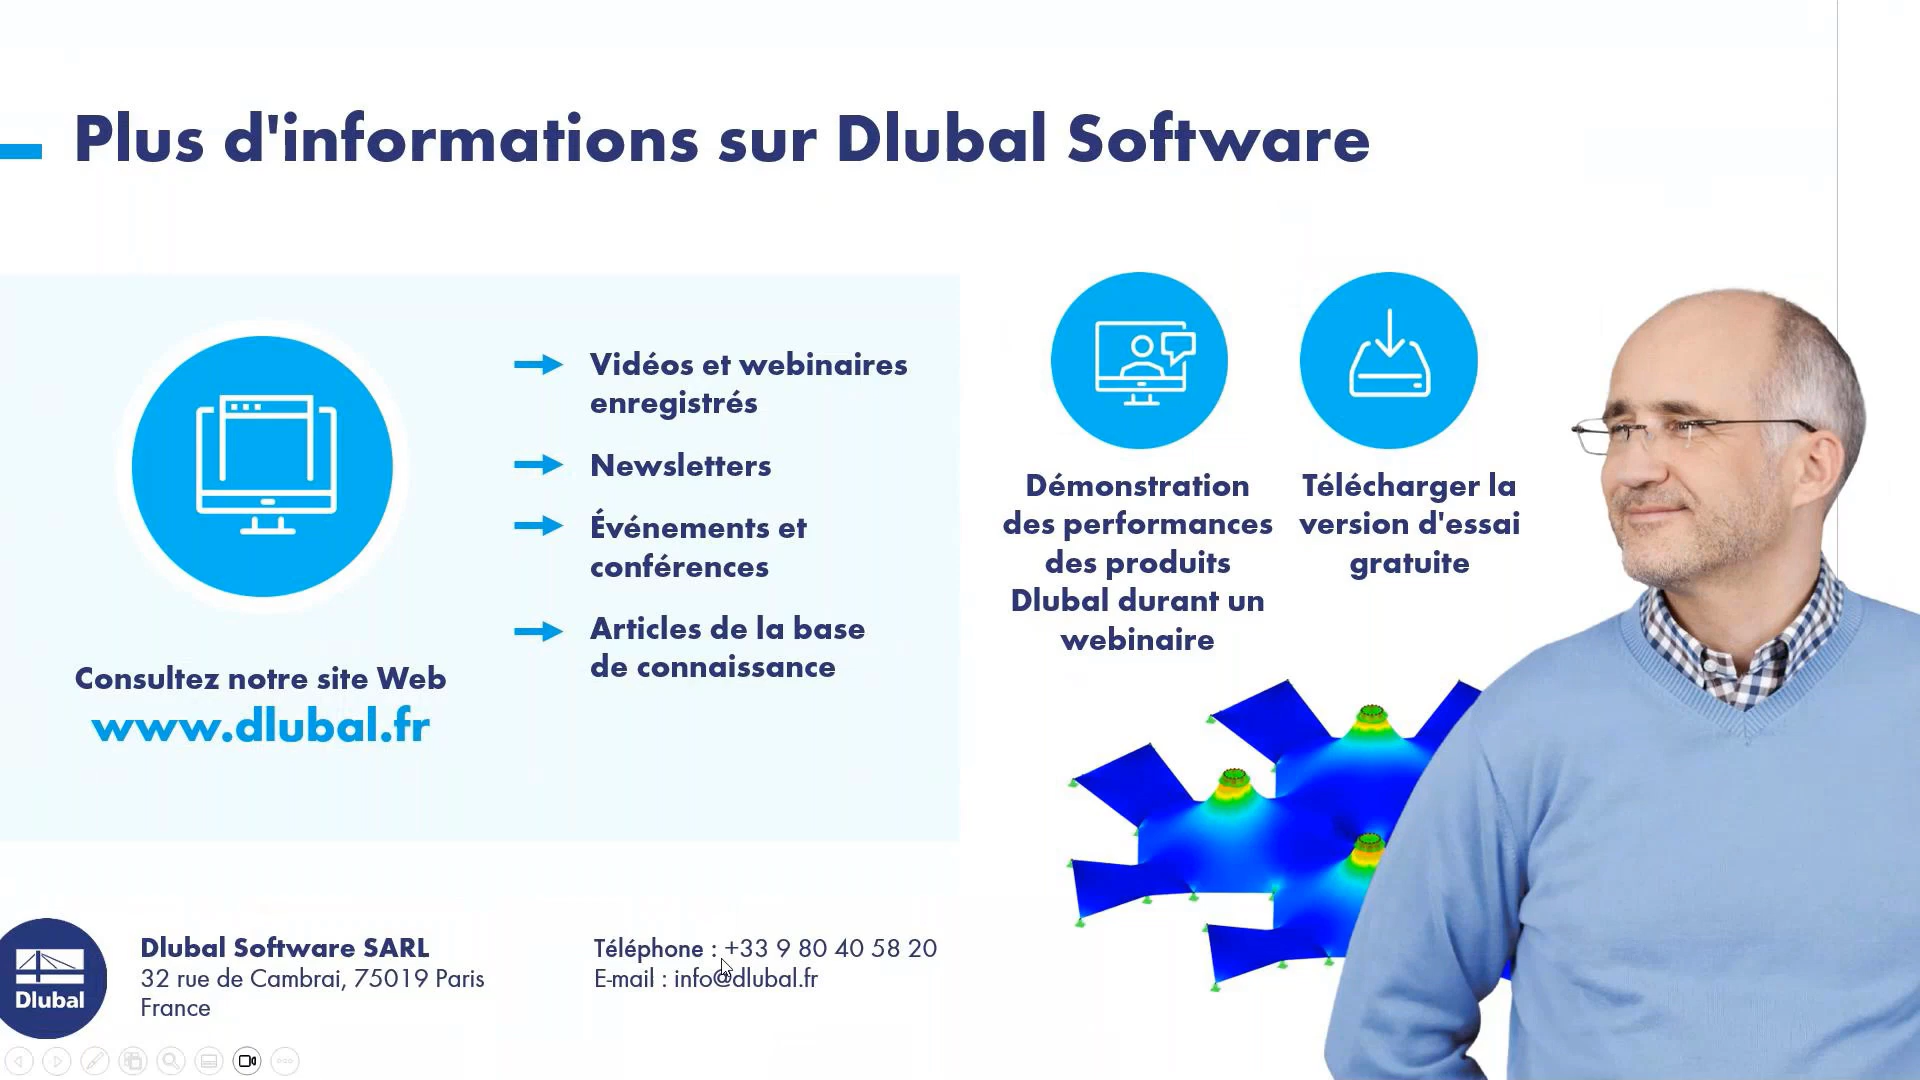 Plus d'informations sur Dlubal Software
Consultez notre site Web
www.dlubal.fr
Vidéos et webinaires
enregistrés
Newsletters
Événements et
conférences
Articles de la base
de connaissance
Démonstration
des performances
des produits
Dlubal durant un
webinaire
Télécharger la
version d'essai
gratuite
Dlubal
Dlubal Software SARL
32 rue de Cambrai, 75019 Paris
France
Téléphone : +33 9 80 40 58 20
E-mail : info@dlubal.fr